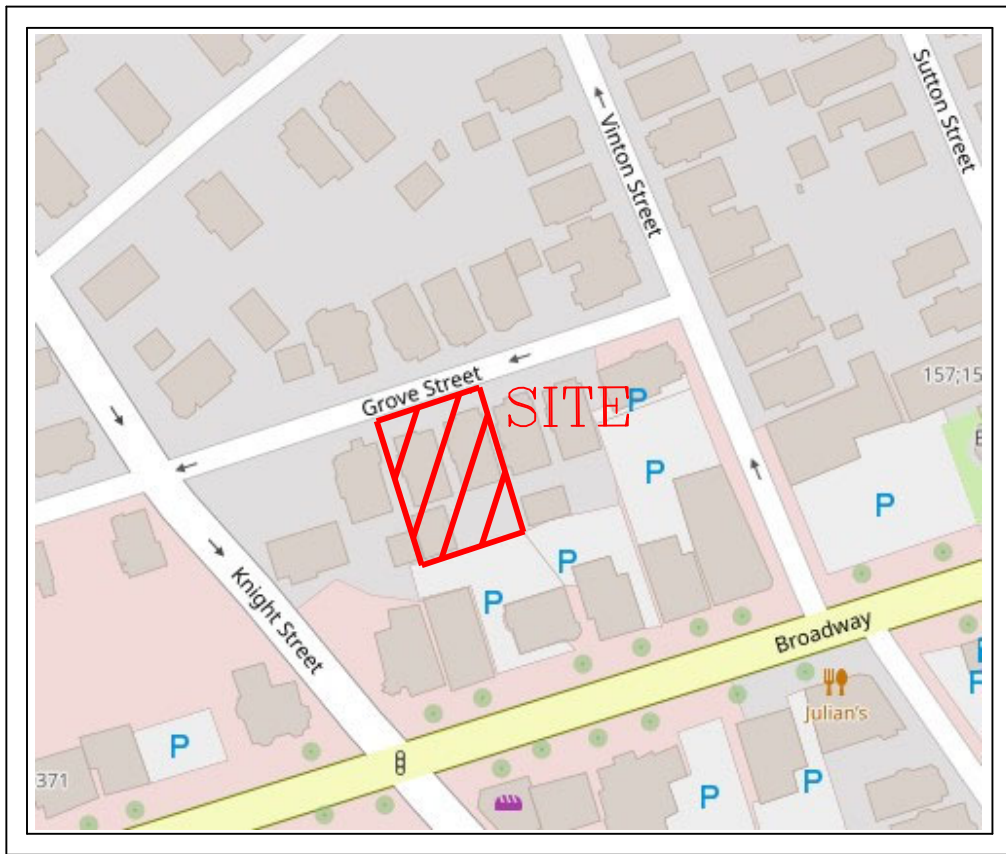 Sutton Street
Vinton Street
157;15
Grove Street
SITE
P
P
P
P
P
Knight Street
Broadway
Julian's
P
P
P
371